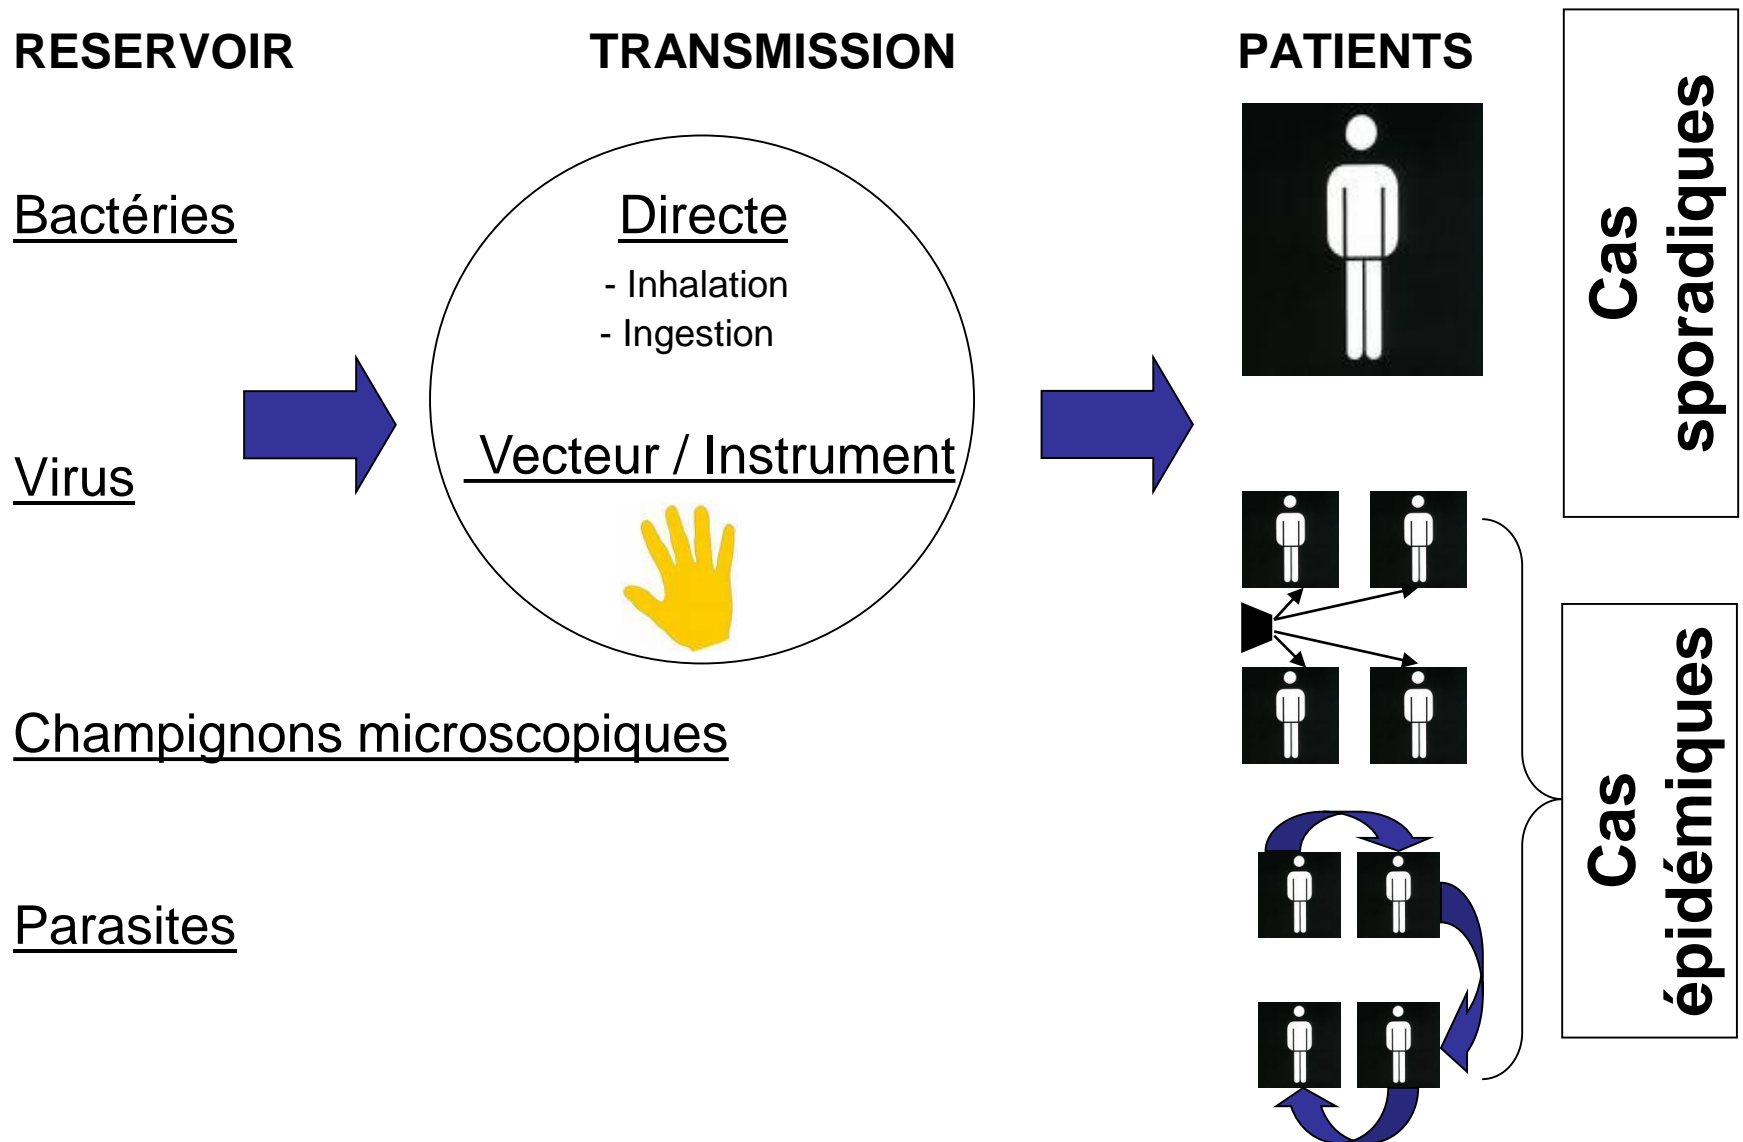 RESERVOIR
TRANSMISSION
PATIENTS
Bactéries
Virus
Champignons microscopiques
Parasites
Directe
- Inhalation
- Ingestion
Vecteur / Instrument
Cas
sporadiques
Cas
épidémiques